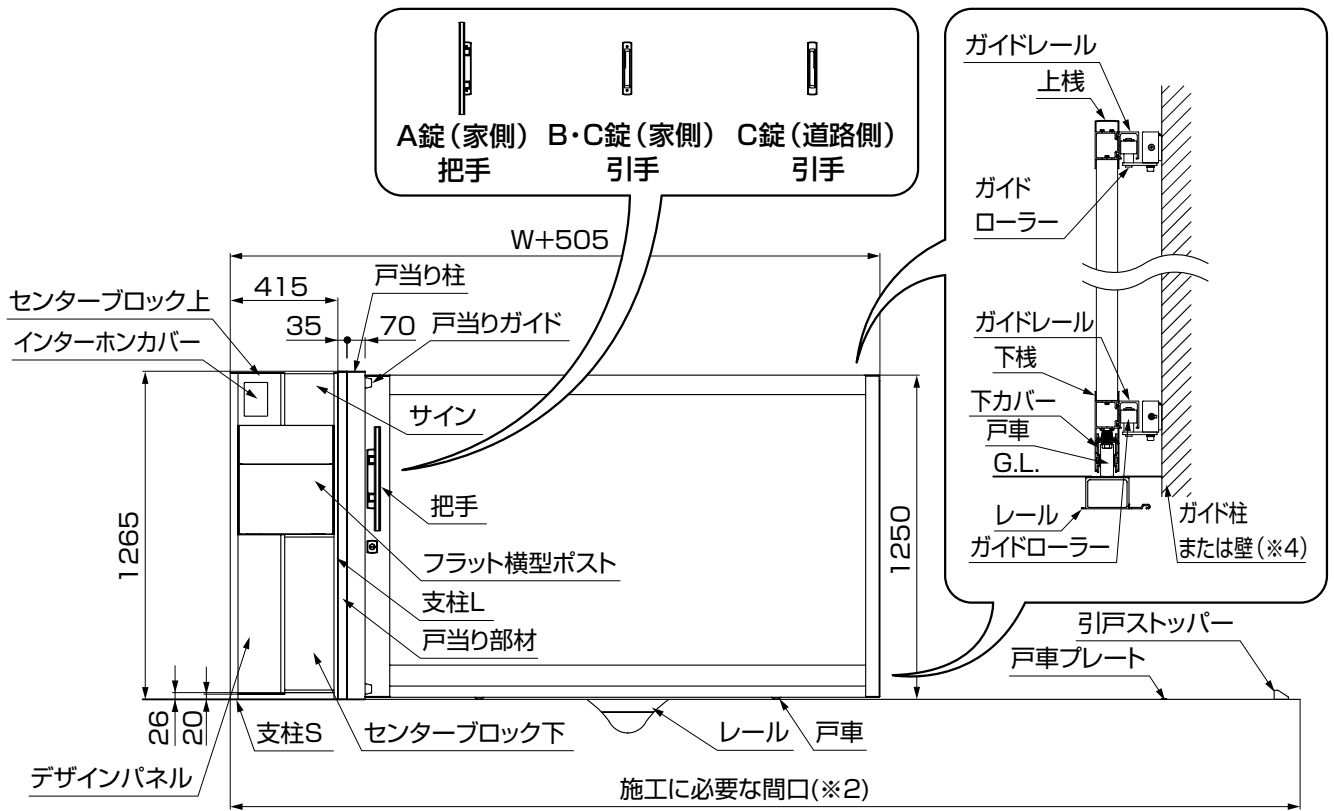 A錠(家側)
把手
B・C錠(家側)
引手
C錠(道路側)
引手
ガイドレール
上桟
ガイド
ローラー
ガイドレール
下桟
下カバー
戸車
G.L.
レール
ガイドローラー
ガイド柱
または壁(※4)
W+505
415
戸当り柱
センターブロック上
35
70
戸当りガイド
インターホンカバー
サイン
把手
1265
1250
フラット横型ポスト
支柱L
戸当り部材
引戸ストッパー
戸車プレート
26
20
支柱S
センターブロック下
レール
戸車
デザインパネル
施工に必要な間口(※2)